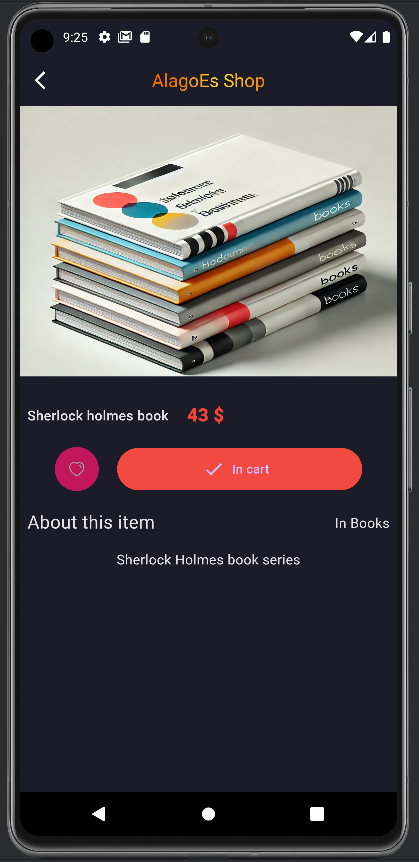 9:25
AlagoEs Shop
books
books
books
books
Sherlock holmes book 43 $
In cart
About this item In Books
Sherlock Holmes book series